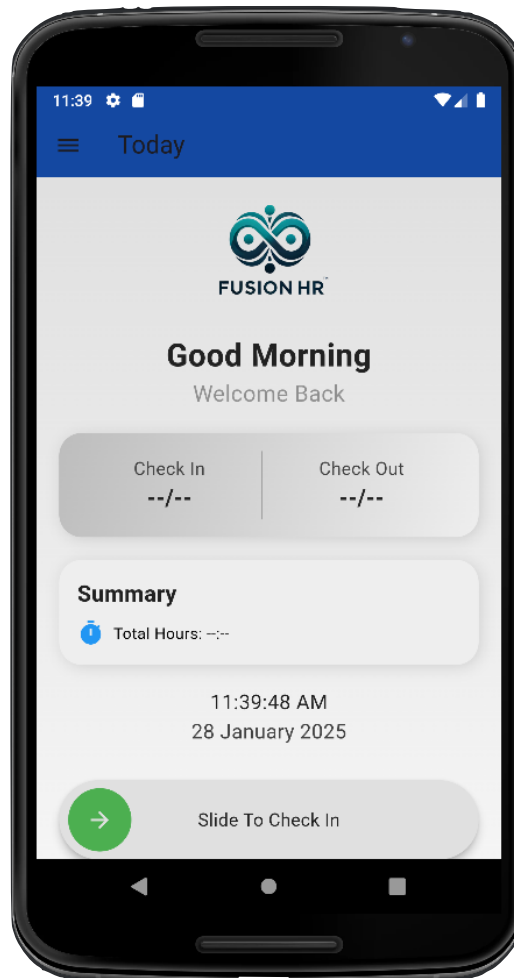 11:39
Today
FUSION HR
Good Morning
Welcome Back
Check In Check Out
--/-- --/--
Summary
Total Hours: --:--
11:39:48 AM
28 January 2025
Slide To Check In